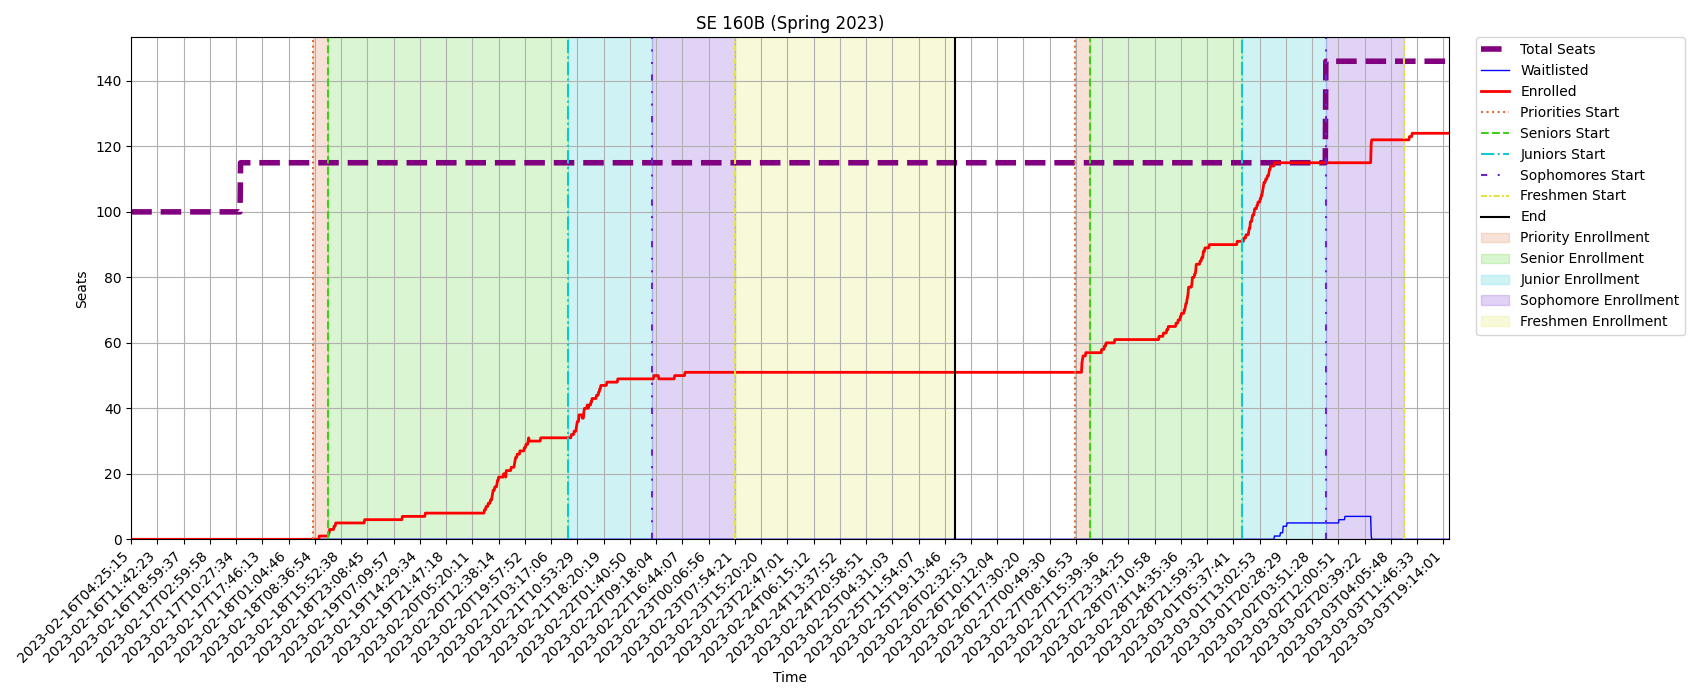 SE 160B (Spring 2023)
Seats
140
120
100
80
60
40
20
0
2023-02-16T04:25:15
2023-02-16T11:42:23
2023-02-16T18:59:37
2023-02-17T02:59:58
2023-02-17T10:27:34
2023-02-17T17:46:13
2023-02-18T01:04:46
2023-02-18T08:36:54
2023-02-18T15:52:38
2023-02-18T23:08:45
2023-02-19T07:09:57
2023-02-19T14:29:34
2023-02-19T21:47:18
2023-02-20T05:20:11
2023-02-20T12:38:14
2023-02-20T19:57:52
2023-02-21T03:17:06
2023-02-21T10:53:29
2023-02-21T18:20:19
2023-02-22T01:40:50
2023-02-22T09:18:04
2023-02-22T16:44:07
2023-02-23T00:06:56
2023-02-23T07:54:21
2023-02-23T15:20:20
2023-02-23T22:47:01
2023-02-24T06:15:12
2023-02-24T13:37:52
2023-02-24T20:58:51
2023-02-25T04:31:03
2023-02-25T11:54:07
2023-02-25T19:13:46
2023-02-26T02:32:53
2023-02-26T10:12:04
2023-02-26T17:30:20
2023-02-27T00:49:30
2023-02-27T08:16:53
2023-02-27T15:39:36
2023-02-27T23:34:25
2023-02-28T07:10:58
2023-02-28T14:35:36
2023-02-28T21:59:32
2023-03-01T05:37:41
2023-03-01T13:02:53
2023-03-01T20:28:29
2023-03-02T03:51:28
2023-03-02T12:00:51
2023-03-02T20:39:22
2023-03-03T04:05:48
2023-03-03T11:46:33
2023-03-03T19:14:01
Time
Total Seats
Waitlisted
Enrolled
Priorities Start
Seniors Start
Juniors Start
Sophomores Start
Freshmen Start
End
Priority Enrollment
Senior Enrollment
Junior Enrollment
Sophomore Enrollment
Freshmen Enrollment